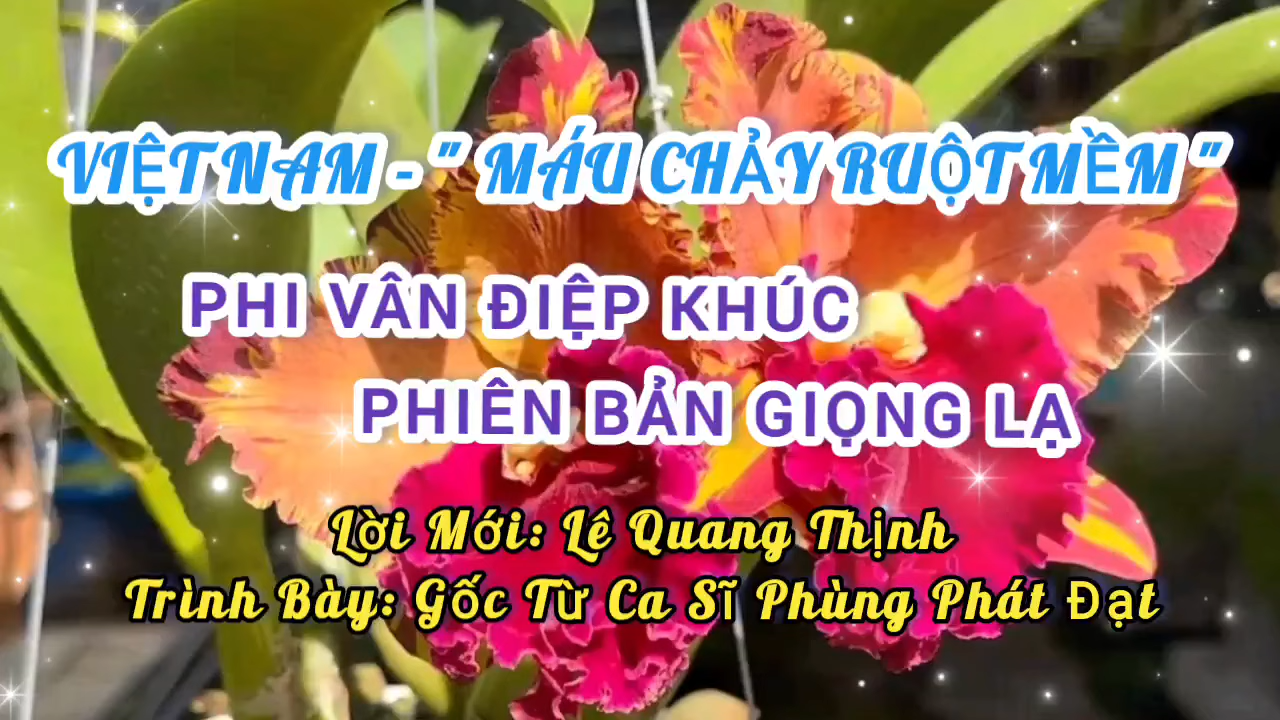 VIỆT NAM - " MÁU CHẢY RUỘT MỀM "
PHI VÂN ĐIỆP KHÚC
PHIÊN BẢN GIỌNG LẠ
Lời Mới: Lê Quang Thịnh
Trình Bày: Gốc Từ Ca Sĩ Phùng Phát Đạt